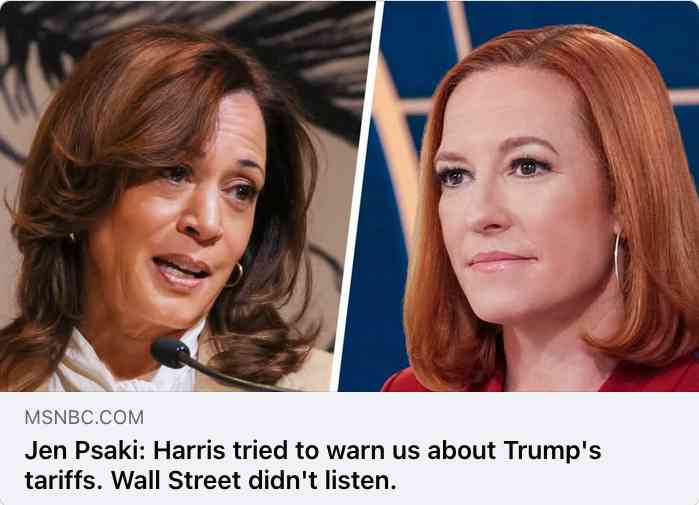 MSNBC.COM
Jen Psaki: Harris tried to warn us about Trump's
tariffs. Wall Street didn't listen.